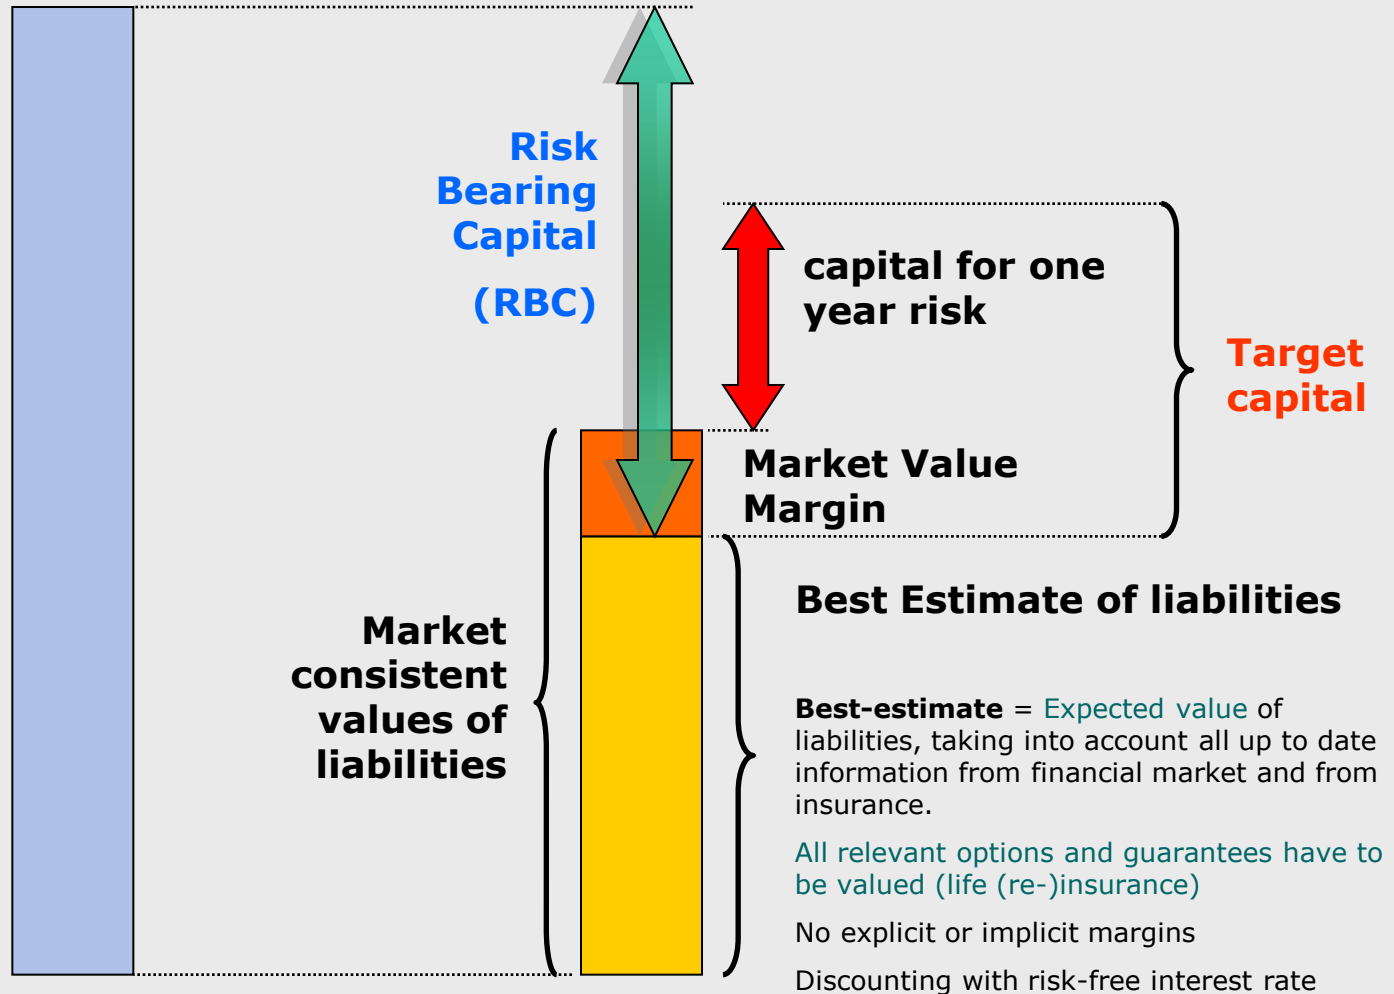 Risk
Bearing
Capital
(RBC)
capital for one
year risk
Target
capital
Market Value
Margin
Market
consistent
values of
liabilities
Best Estimate of liabilities
Best-estimate = Expected value of
liabilities, taking into account all up to date
information from financial market and from
insurance.
All relevant options and guarantees have to
be valued (life (re-)insurance)
No explicit or implicit margins
Discounting with risk-free interest rate